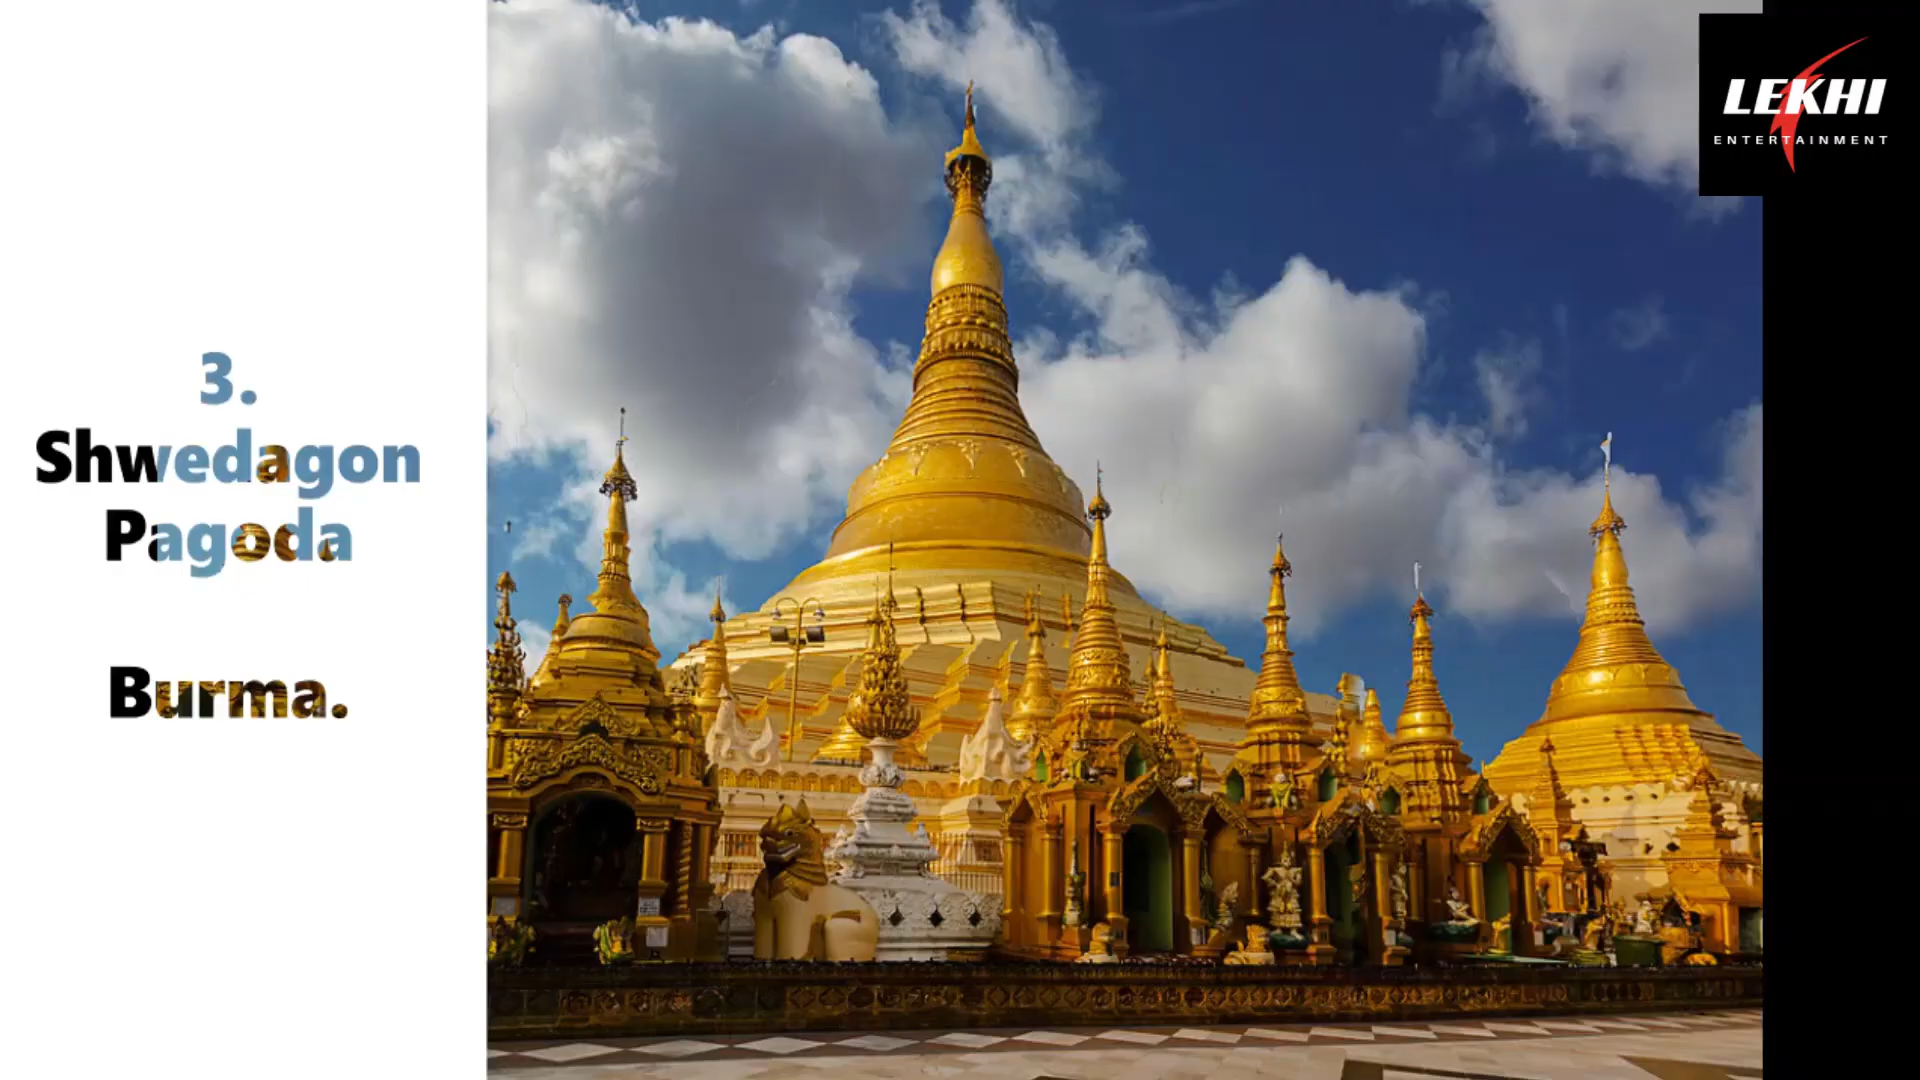 3.
Shwedagon
Pagoda
Burma.
LEKHI
ENTERTAINMENT